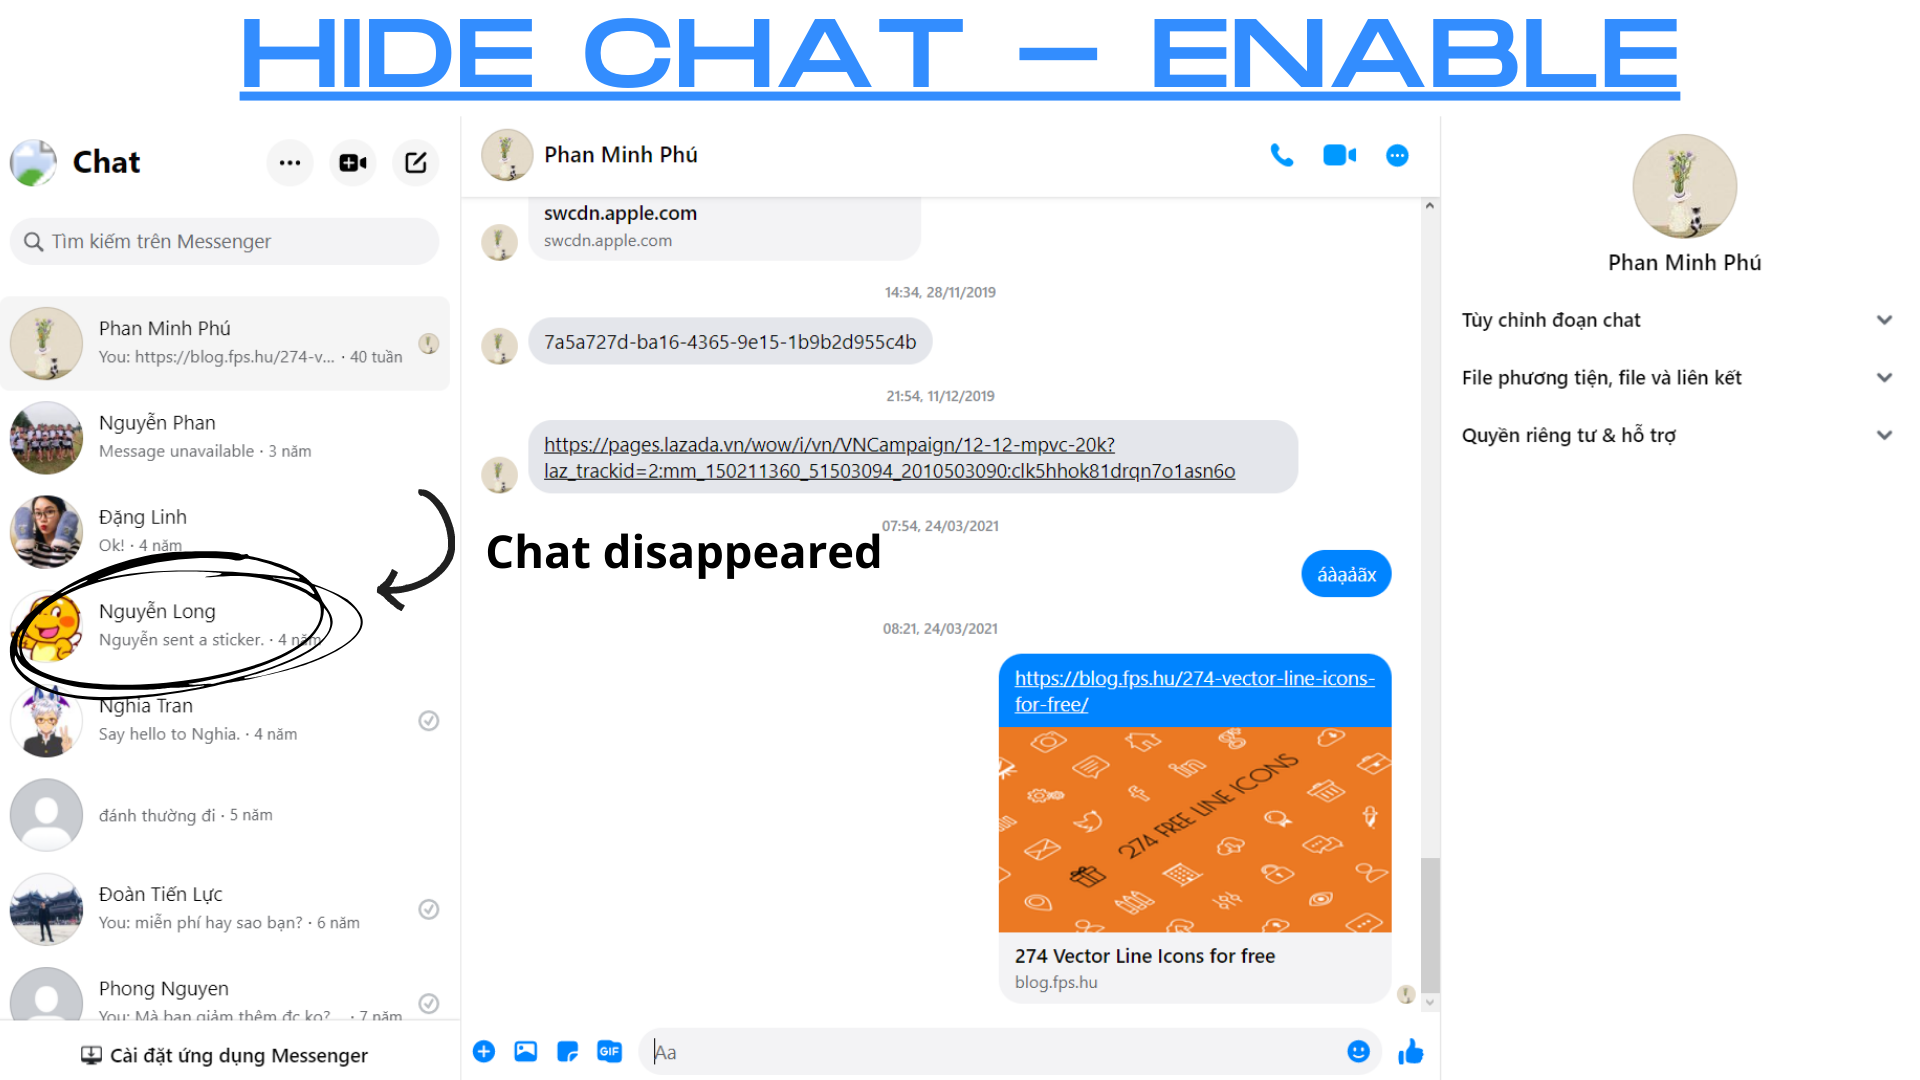 HIDE CHAT – ENABLE
Chat
Tìm kiếm trên Messenger
Phan Minh Phú
You: https://blog.fps.hu/274-v... · 40 tuần
Nguyễn Phan
Message unavailable · 3 năm
Đặng Linh
Ok! · 4 năm
Nguyễn Long
Nguyễn sent a sticker. · 4 năm
Nghia Tran
Say hello to Nghia. · 4 năm
đánh thường đi · 5 năm
Đoàn Tiến Lực
You: miễn phí hay sao bạn? · 6 năm
Phong Nguyen
You: Mà bạn giảm thêm đc ko? ... · 7 năm
Cài đặt ứng dụng Messenger
Phan Minh Phú
swcdn.apple.com
swcdn.apple.com
14:34, 28/11/2019
7a5a727d-ba16-4365-9e15-1b9b2d955c4b
21:54, 11/12/2019
https://pages.lazada.vn/wow/i/vn/VNCampaign/12-12-mpvc-20k?
laz_trackid=2:mm_150211360_51503094_2010503090:clk5hhok81drqn7o1asn6o
07:54, 24/03/2021
Chat disappeared
áàạảãx
08:21, 24/03/2021
https://blog.fps.hu/274-vector-line-icons-
for-free/
274 FREE LINE ICONS
274 Vector Line Icons for free
blog.fps.hu
GIF
Aa
Phan Minh Phú
Tùy chỉnh đoạn chat
File phương tiện, file và liên kết
Quyền riêng tư & hỗ trợ